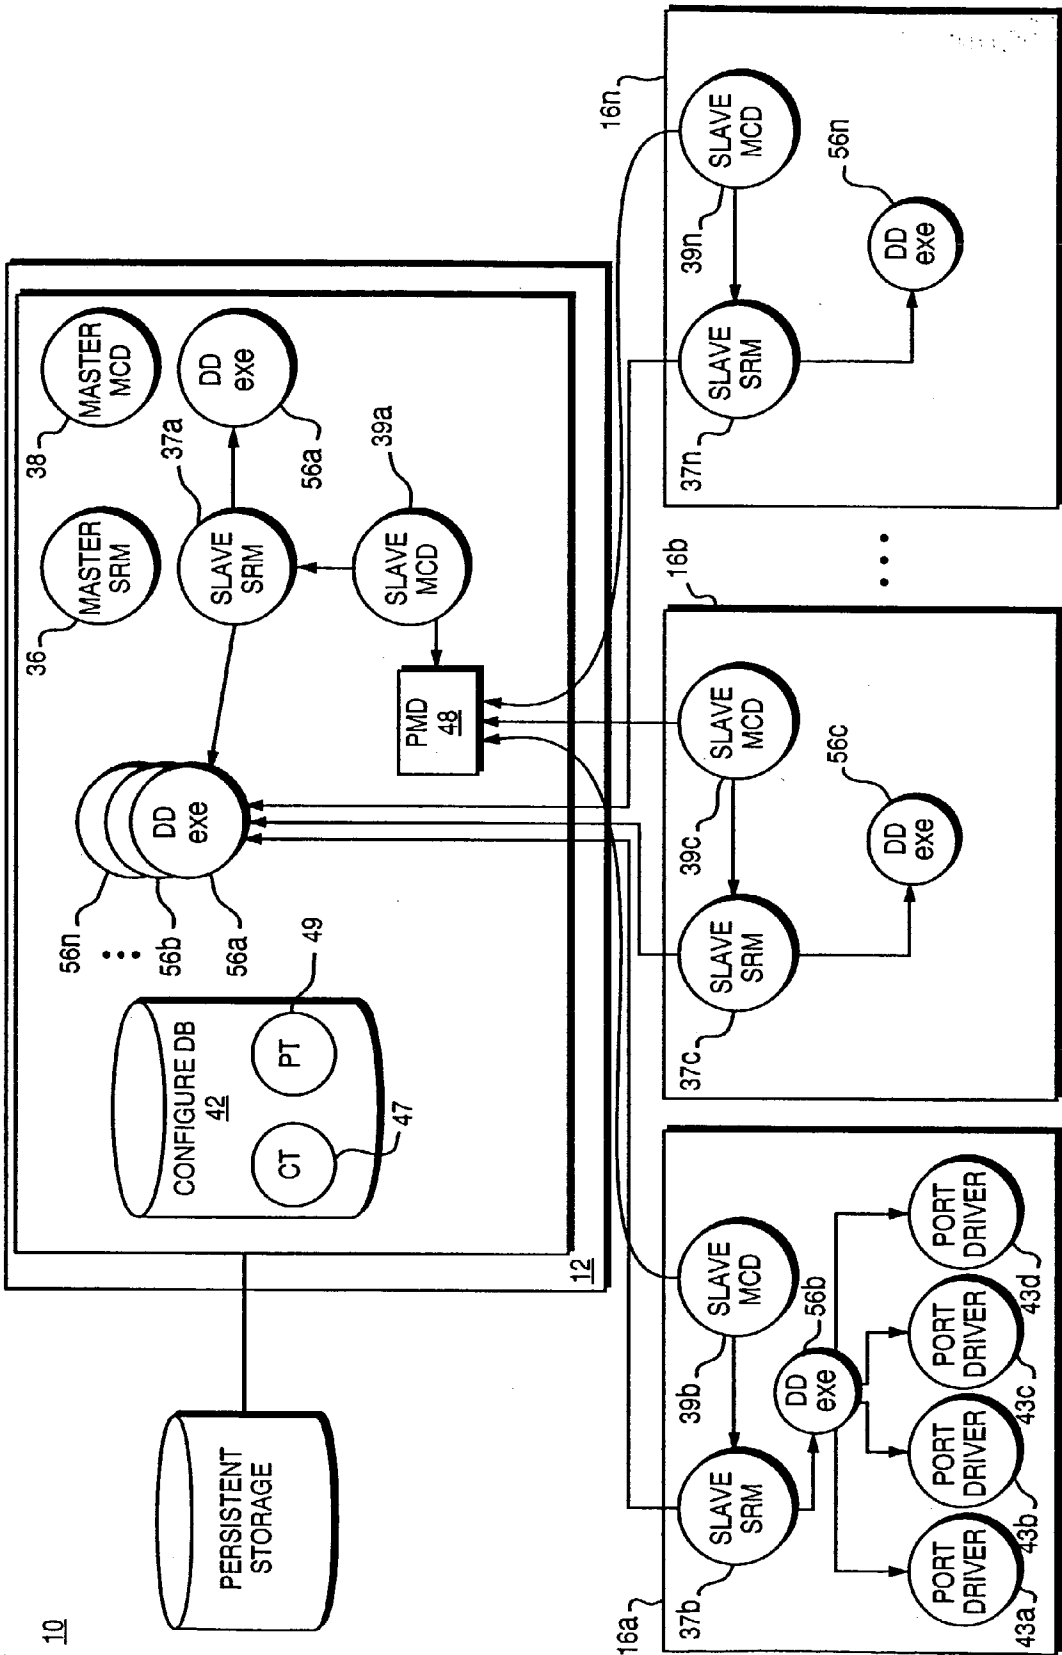 10
PERSISTENT
STORAGE
12
CONFIGURE DB
42
CT
PT
47
49
56n
56b
56a
DD
exe
36
MASTER
SRM
38
MASTER
MCD
SLAVE
SRM
37a
DD
exe
56a
SLAVE
MCD
39a
PMD
48
16a
SLAVE
SRM
37b
SLAVE
MCD
39b
DD
exe
56b
PORT
DRIVER
43a
PORT
DRIVER
43b
PORT
DRIVER
43c
PORT
DRIVER
43d
16b
SLAVE
SRM
37c
SLAVE
MCD
39c
DD
exe
56c
16n
SLAVE
SRM
37n
SLAVE
MCD
39n
DD
exe
56n